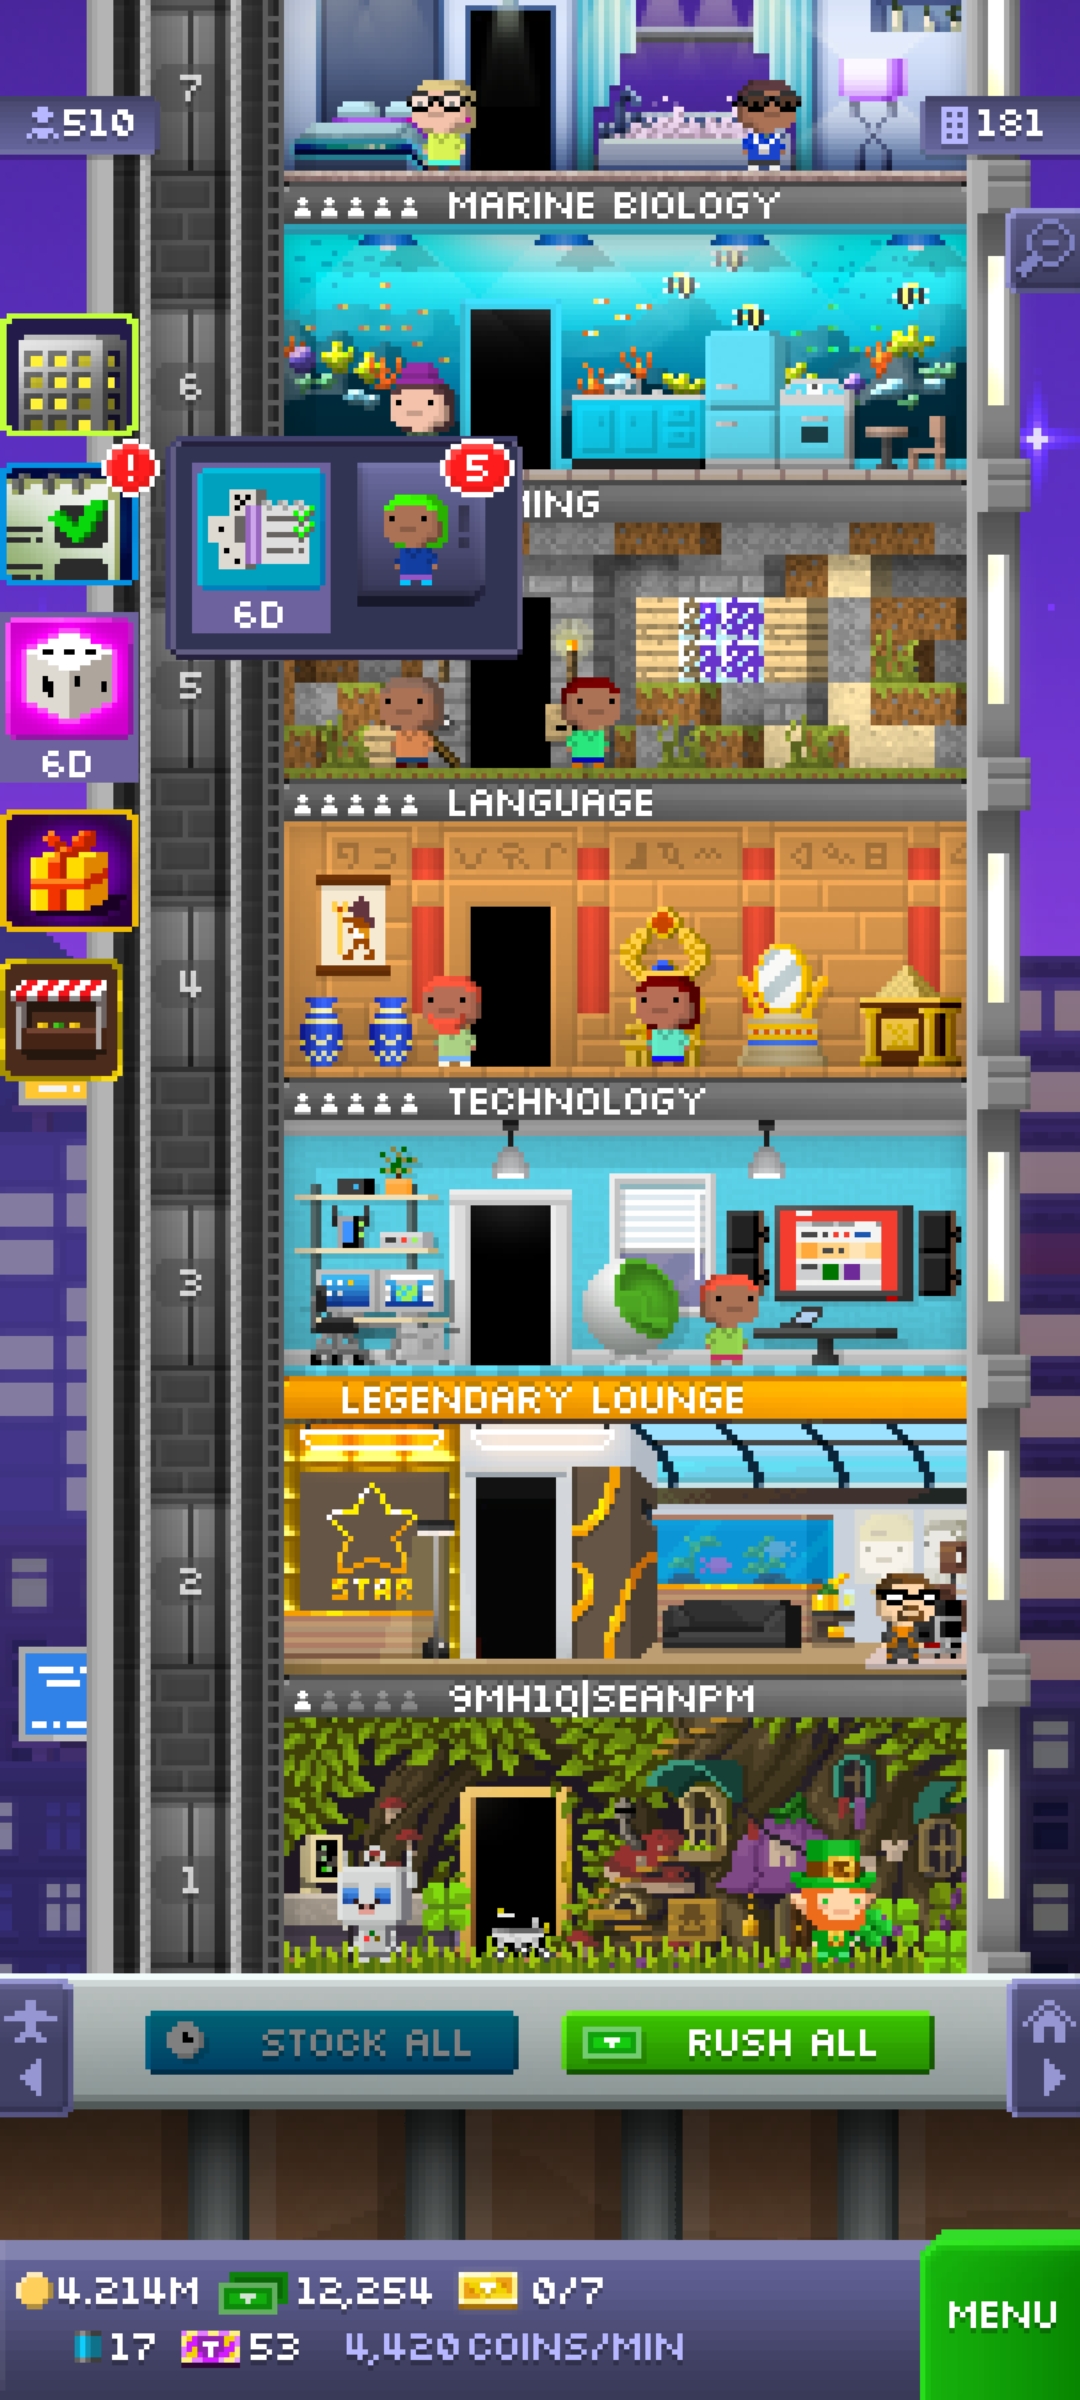 7
510
181
MARINE BIOLOGY
6
!
5
6D
5
6D
LANGUAGE
4
TECHNOLOGY
3
LEGENDARY LOUNGE
STAR
2
9MH1Q|SEANPM
1
STOCK ALL
RUSH ALL
4.214M
12,254
0/7
MENU
17
53
4,420 COINS/MIN